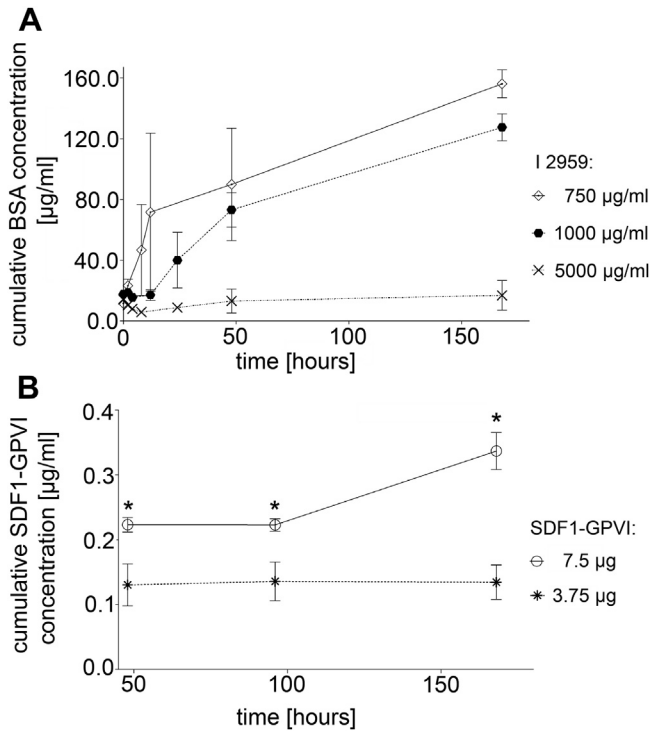 A
cumulative BSA concentration
[µg/ml]
160.0
120.0
80.0
40.0
0.0
0
50
100
150
time [hours]
I 2959:
750 µg/ml
1000 µg/ml
5000 µg/ml
B
cumulative SDF1-GPVI
concentration [µg/ml]
0.4
0.3
0.2
0.1
0.0
*
*
*
50
100
150
time [hours]
SDF1-GPVI:
7.5 µg
3.75 µg